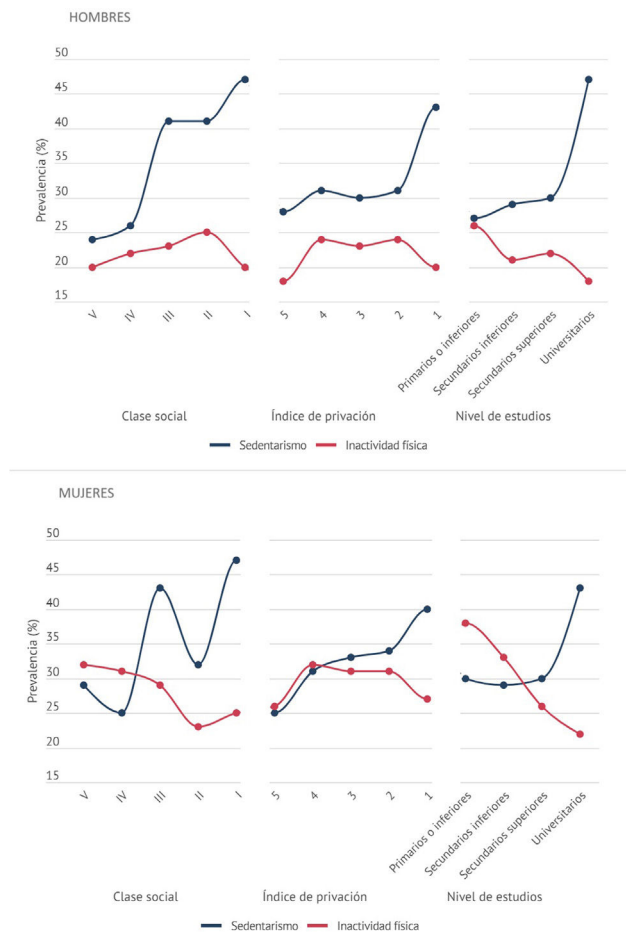 HOMBRES
50
45
40
35
30
25
20
15
Prevalencia (%)
V IV III II I
5 4 3 2 1
Primarios o inferiores
Secundarios inferiores
Secundarios superiores
Universitarios
Clase social Índice de privación Nivel de estudios
Sedentarismo Inactividad física
MUJERES
50
45
40
35
30
25
20
15
Prevalencia (%)
V IV III II I
5 4 3 2 1
Primarios o inferiores
Secundarios inferiores
Secundarios superiores
Universitarios
Clase social Índice de privación Nivel de estudios
Sedentarismo Inactividad física